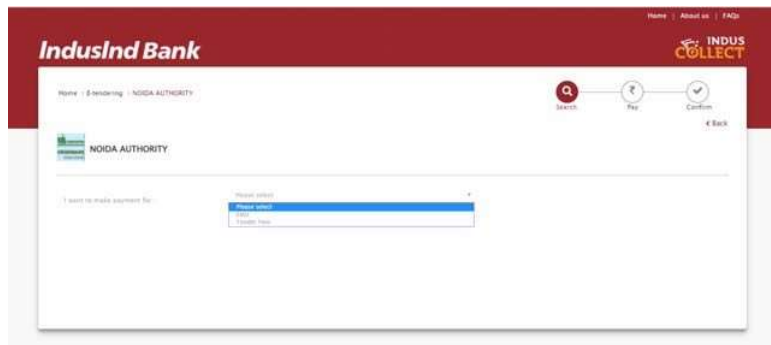 Home | About us | FAQs
IndusInd Bank
INDUS
COLLECT
Home › E-tendering › NOIDA AUTHORITY
Search
Pay
Confirm
‹ Back
NOIDA AUTHORITY
I want to make payment for
Please select
Please select
EMD
Tender Fees